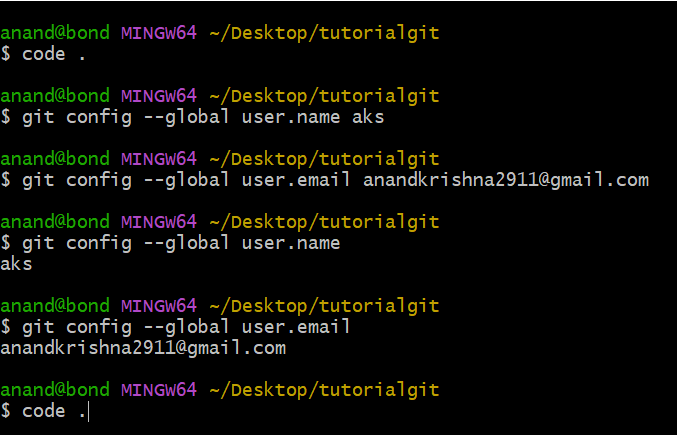 anand@bond MINGW64 ~/Desktop/tutorialgit
$ code .
anand@bond MINGW64 ~/Desktop/tutorialgit
$ git config --global user.name aks
anand@bond MINGW64 ~/Desktop/tutorialgit
$ git config --global user.email anandkrishna2911@gmail.com
anand@bond MINGW64 ~/Desktop/tutorialgit
$ git config --global user.name
aks
anand@bond MINGW64 ~/Desktop/tutorialgit
$ git config --global user.email
anandkrishna2911@gmail.com
anand@bond MINGW64 ~/Desktop/tutorialgit
$ code .